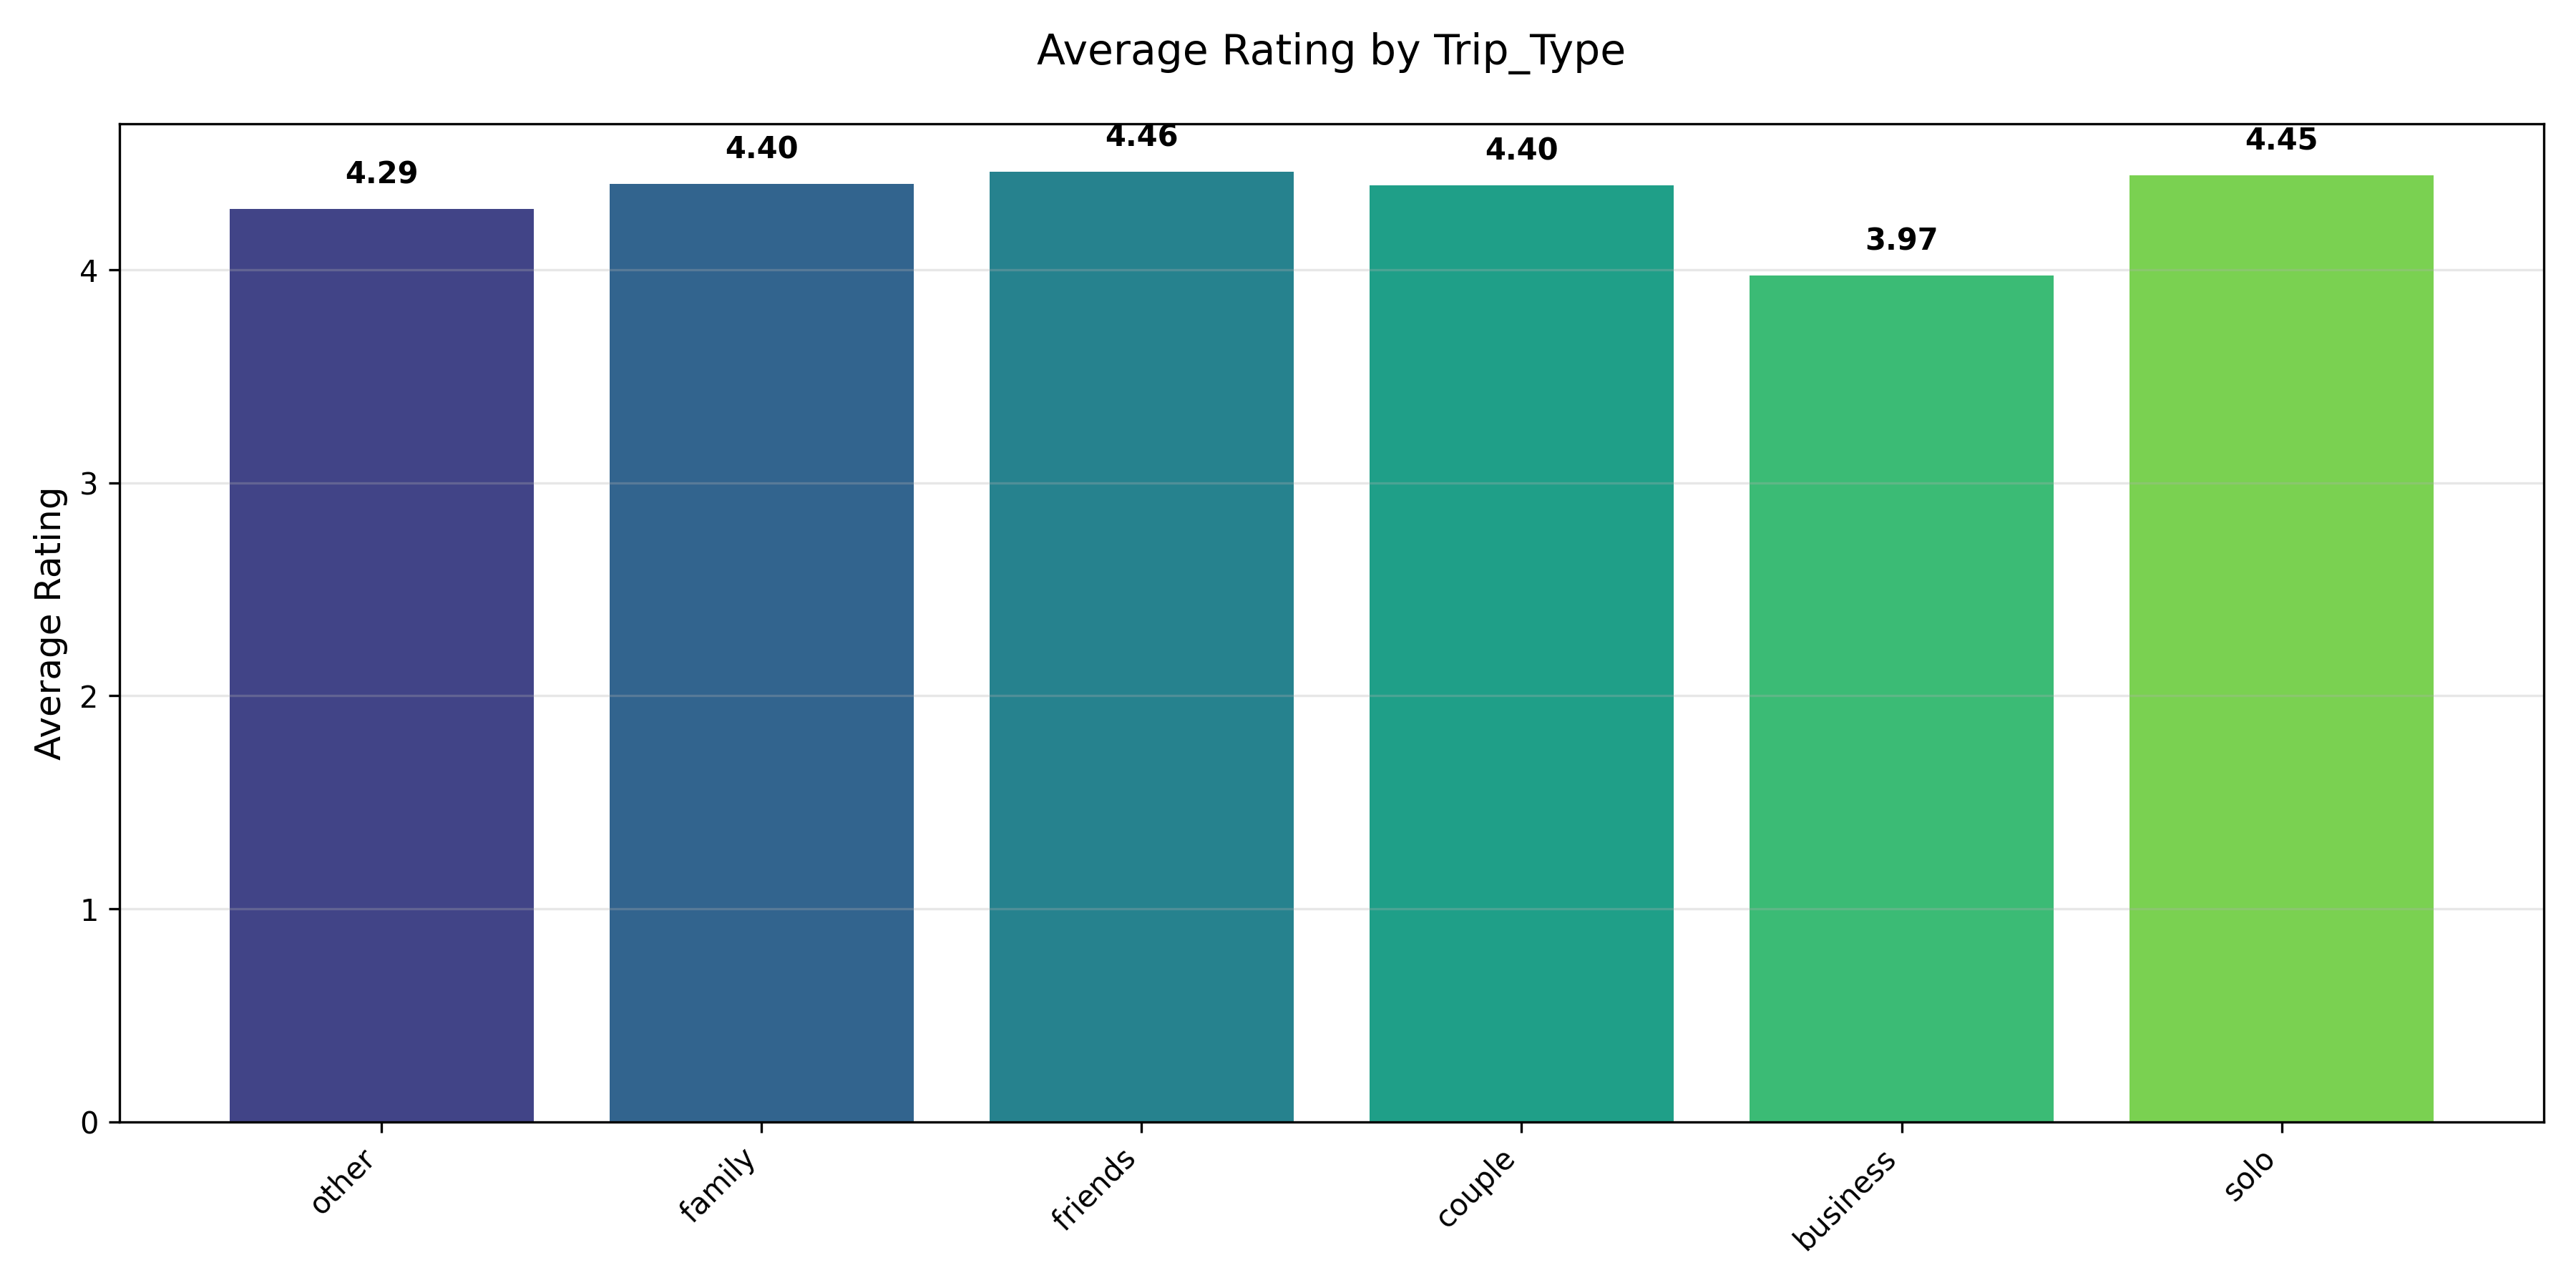 Average Rating by Trip_Type
4.29
4.40
4.46
4.40
3.97
4.45
Average Rating
4
3
2
1
0
other
family
friends
couple
business
solo